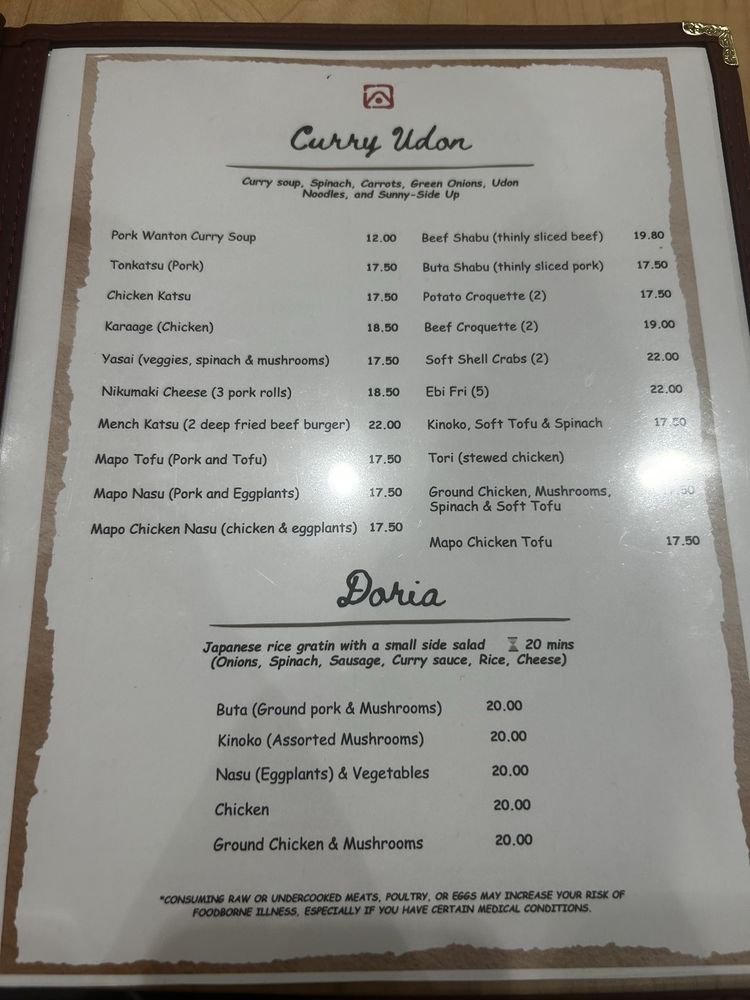 Curry Udon
Curry soup, Spinach, Carrots, Green Onions, Udon
Noodles, and Sunny-Side Up
Pork Wanton Curry Soup 12.00
Tonkatsu (Pork) 17.50
Chicken Katsu 17.50
Karaage (Chicken) 18.50
Yasai (veggies, spinach & mushrooms) 17.50
Nikumaki Cheese (3 pork rolls) 18.50
Mench Katsu (2 deep fried beef burger) 22.00
Mapo Tofu (Pork and Tofu) 17.50
Mapo Nasu (Pork and Eggplants) 17.50
Mapo Chicken Nasu (chicken & eggplants) 17.50
Beef Shabu (thinly sliced beef) 19.80
Buta Shabu (thinly sliced pork) 17.50
Potato Croquette (2) 17.50
Beef Croquette (2) 19.00
Soft Shell Crabs (2) 22.00
Ebi Fri (5) 22.00
Kinoko, Soft Tofu & Spinach 17.50
Tori (stewed chicken)
Ground Chicken, Mushrooms,
Spinach & Soft Tofu
Mapo Chicken Tofu 17.50
Doria
Japanese rice gratin with a small side salad ⏳ 20 mins
(Onions, Spinach, Sausage, Curry sauce, Rice, Cheese)
Buta (Ground pork & Mushrooms) 20.00
Kinoko (Assorted Mushrooms) 20.00
Nasu (Eggplants) & Vegetables 20.00
Chicken 20.00
Ground Chicken & Mushrooms 20.00
*CONSUMING RAW OR UNDERCOOKED MEATS, POULTRY, OR EGGS MAY INCREASE YOUR RISK OF
FOODBORNE ILLNESS, ESPECIALLY IF YOU HAVE CERTAIN MEDICAL CONDITIONS.